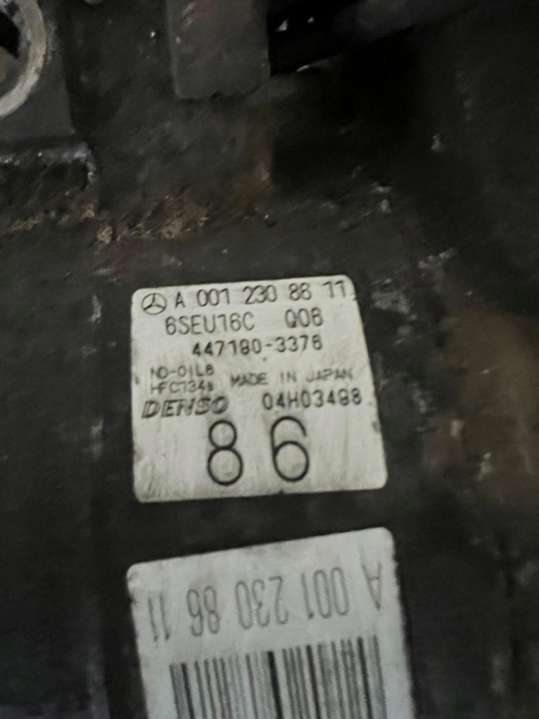 A 001 230 86 11
6SEU16C Q06
447180-3376
ND-OIL8
HFC134a
MADE IN JAPAN
DENSO 04H03498
86
A 001 230 86 11